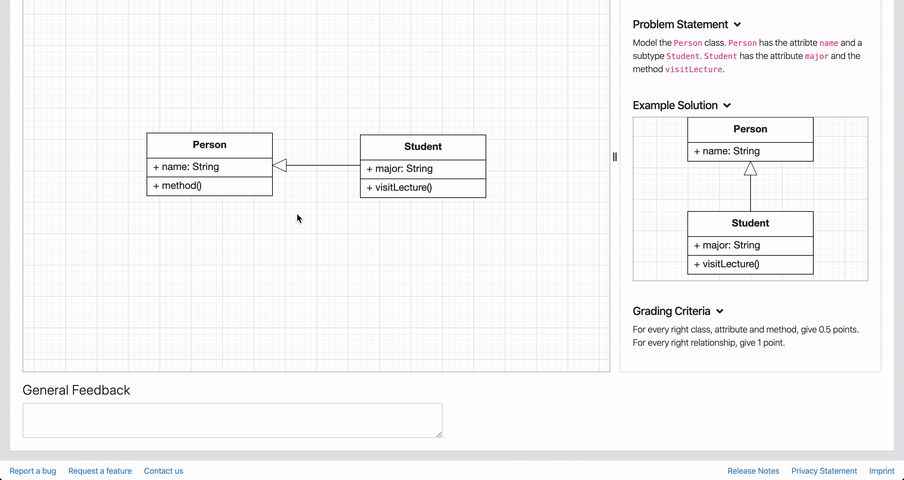 Person
+ name: String
+ method()
Student
+ major: String
+ visitLecture()
Problem Statement
Model the Person class. Person has the attribte name and a
subtype Student. Student has the attribute major and the
method visitLecture.
Example Solution
Person
+ name: String
Student
+ major: String
+ visitLecture()
Grading Criteria
For every right class, attribute and method, give 0.5 points.
For every right relationship, give 1 point.
General Feedback
Report a bug Request a feature Contact us
Release Notes Privacy Statement Imprint